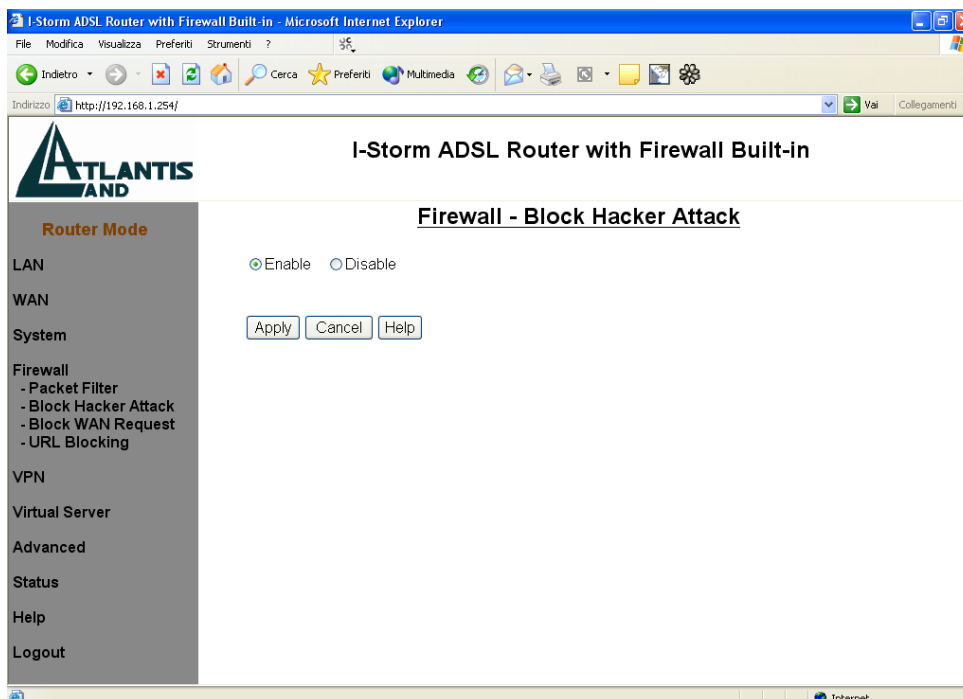 I-Storm ADSL Router with Firewall Built-in - Microsoft Internet Explorer
File Modifica Visualizza Preferiti Strumenti ?
Indietro Cerca Preferiti Multimedia
Indirizzo http://192.168.1.254/ Vai Collegamenti
ATLANTIS
LAND
I-Storm ADSL Router with Firewall Built-in
Router Mode
LAN
WAN
System
Firewall
- Packet Filter
- Block Hacker Attack
- Block WAN Request
- URL Blocking
VPN
Virtual Server
Advanced
Status
Help
Logout
Firewall - Block Hacker Attack
Enable Disable
Apply Cancel Help
Internet